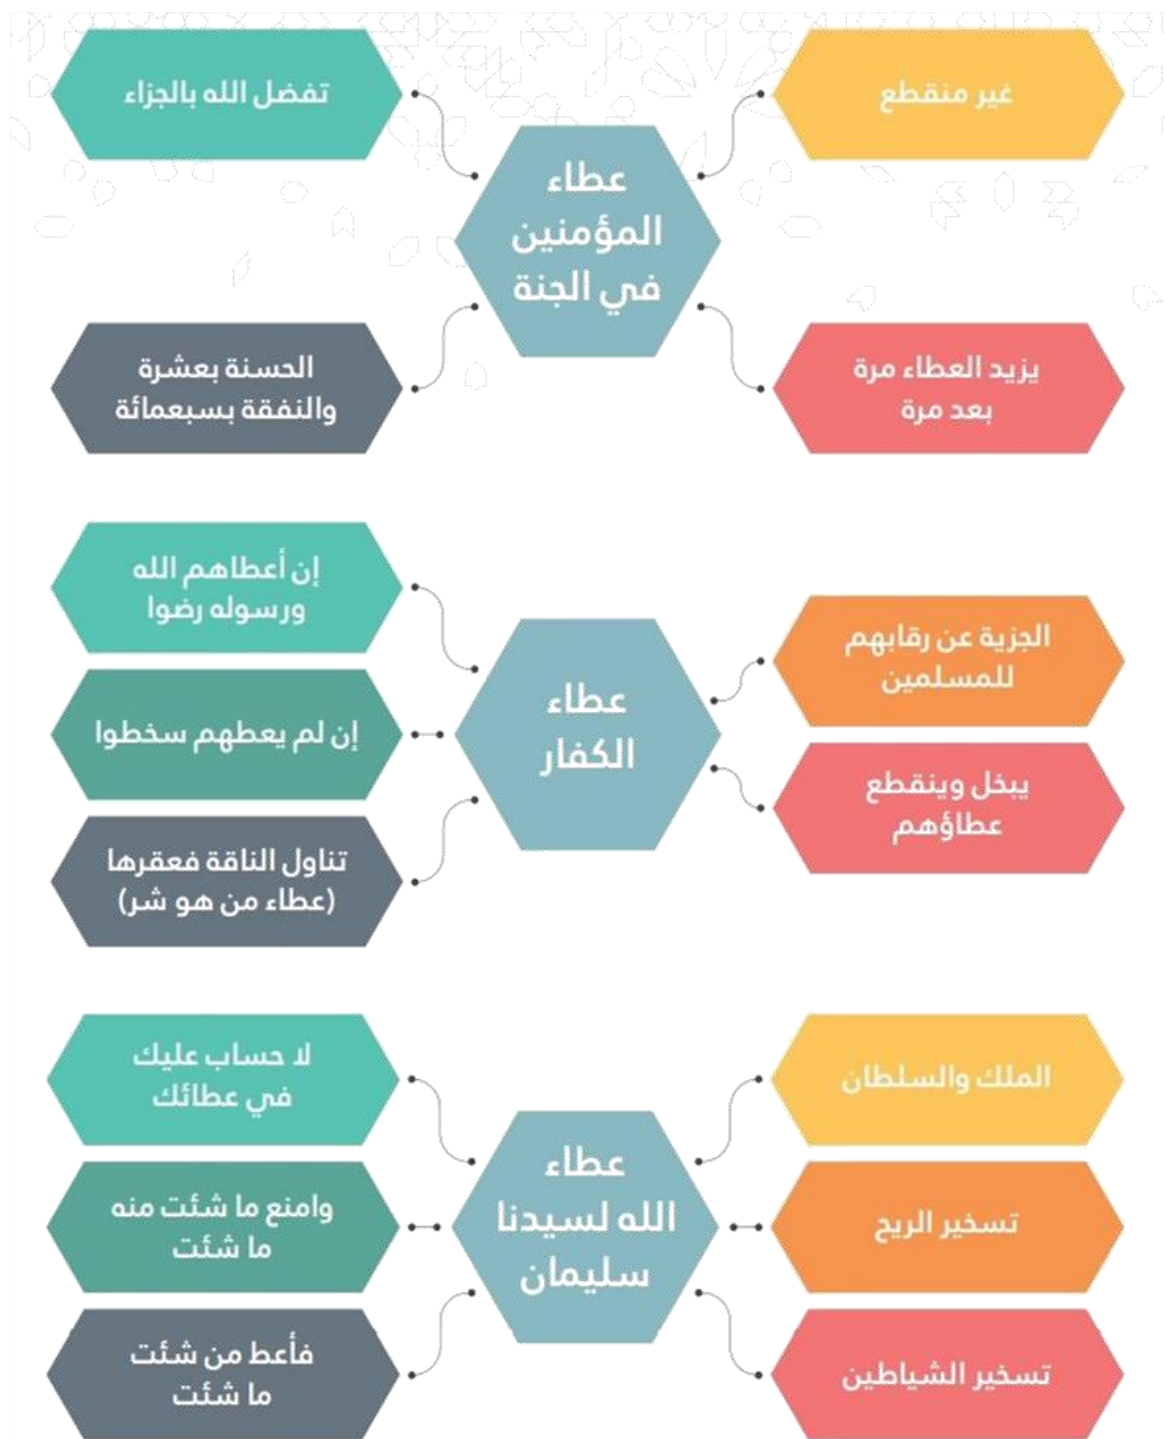 عطاء
المؤمنين
في الجنة
غير منقطع
يزيد العطاء مرة
بعد مرة
تفضل الله بالجزاء
الحسنة بعشرة
والنفقة بسبعمائة
عطاء
الكفار
الجزية عن رقابهم
للمسلمين
يبخل وينقطع
عطاؤهم
إن أعطاهم الله
ورسوله رضوا
إن لم يعطهم سخطوا
تناول الناقة فعقرها
(عطاء من هو شر)
عطاء
الله لسيدنا
سليمان
الملك والسلطان
تسخير الريح
تسخير الشياطين
لا حساب عليك
في عطائك
وامنع ما شئت منه
ما شئت
فأعط من شئت
ما شئت